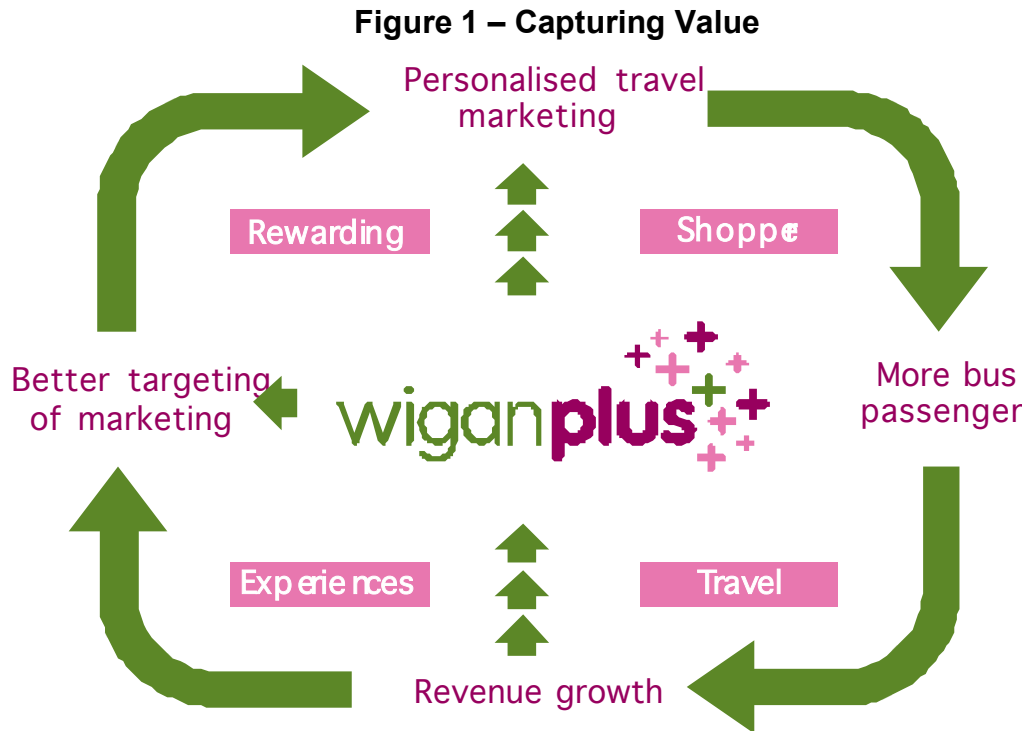 Figure 1 – Capturing Value
Personalised travel
marketing
Rewarding
Shopper
Better targeting
of marketing
wiganplus
More bus
passenger
Experiences
Travel
Revenue growth